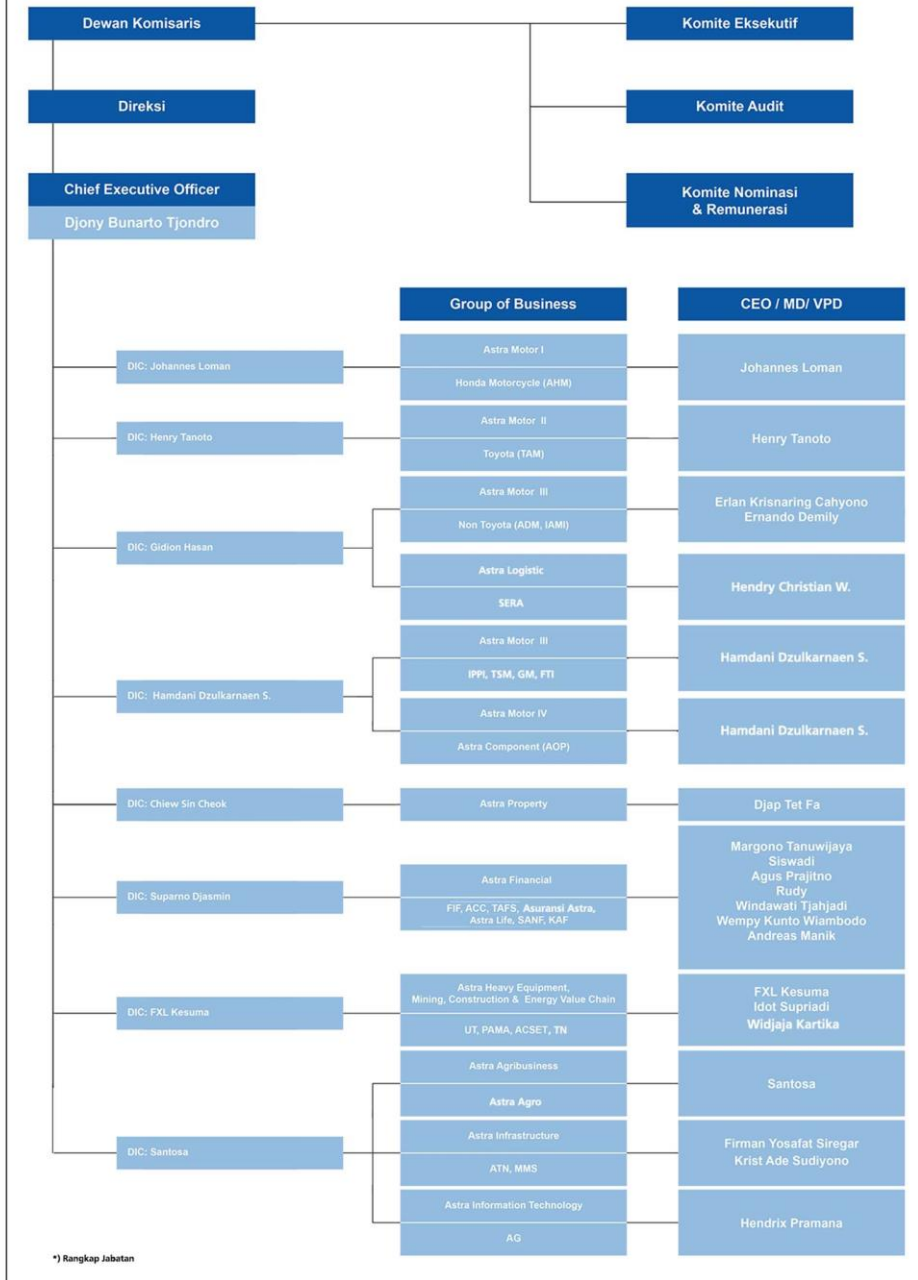 Dewan Komisaris
Komite Eksekutif
Direksi
Komite Audit
Chief Executive Officer
Djony Bunarto Tjondro
Komite Nominasi
& Remunerasi
Group of Business
CEO / MD/ VPD
DIC: Johannes Loman
Astra Motor I
Honda Motorcycle (AHM)
Johannes Loman
DIC: Henry Tanoto
Astra Motor II
Toyota (TAM)
Henry Tanoto
DIC: Gidion Hasan
Astra Motor III
Non Toyota (ADM, IAMI)
Erlan Krisnaring Cahyono
Ernando Demily
Astra Logistic
SERA
Hendry Christian W.
DIC: Hamdani Dzulkarnaen S.
Astra Motor III
IPPI, TSM, GM, FTI
Hamdani Dzulkarnaen S.
Astra Motor IV
Astra Component (AOP)
Hamdani Dzulkarnaen S.
DIC: Chiew Sin Cheok
Astra Property
Djap Tet Fa
DIC: Suparno Djasmin
Astra Financial
FIF, ACC, TAFS, Asuransi Astra,
Astra Life, SANF, KAF
Margono Tanuwijaya
Siswadi
Agus Prajitno
Rudy
Windawati Tjahjadi
Wempy Kunto Wiambodo
Andreas Manik
DIC: FXL Kesuma
Astra Heavy Equipment,
Mining, Construction & Energy Value Chain
UT, PAMA, ACSET, TN
FXL Kesuma
Idot Supriadi
Widjaja Kartika
DIC: Santosa
Astra Agribusiness
Astra Agro
Santosa
Astra Infrastructure
ATN, MMS
Firman Yosafat Siregar
Krist Ade Sudiyono
Astra Information Technology
AG
Hendrix Pramana
*) Rangkap Jabatan